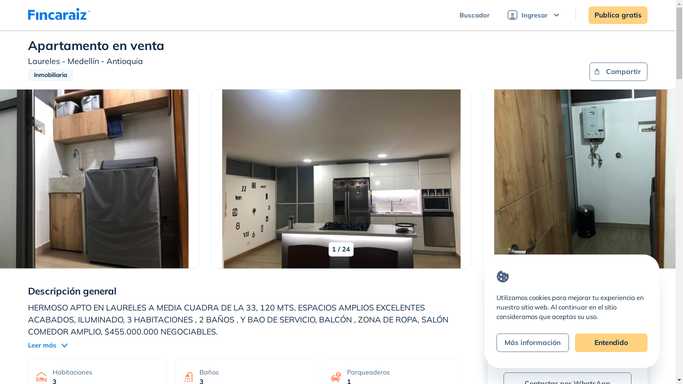 Fincaraiz
Buscador
Ingresar
Publica gratis
Apartamento en venta
Laureles - Medellín - Antioquia
Inmobiliaria
Compartir
1 / 24
Descripción general
HERMOSO APTO EN LAURELES A MEDIA CUADRA DE LA 33, 120 MTS. ESPACIOS AMPLIOS EXCELENTES
ACABADOS, ILUMINADO, 3 HABITACIONES , 2 BAÑOS , Y BAO DE SERVICIO, BALCÓN , ZONA DE ROPA, SALÓN
COMEDOR AMPLIO, $455.000.000 NEGOCIABLES.
Leer más
Habitaciones
3
Baños
3
Parqueaderos
1
Utilizamos cookies para mejorar tu experiencia en
nuestro sitio web. Al continuar en el sitio
consideramos que aceptas su uso.
Más información
Entendido
Contactar por WhatsApp